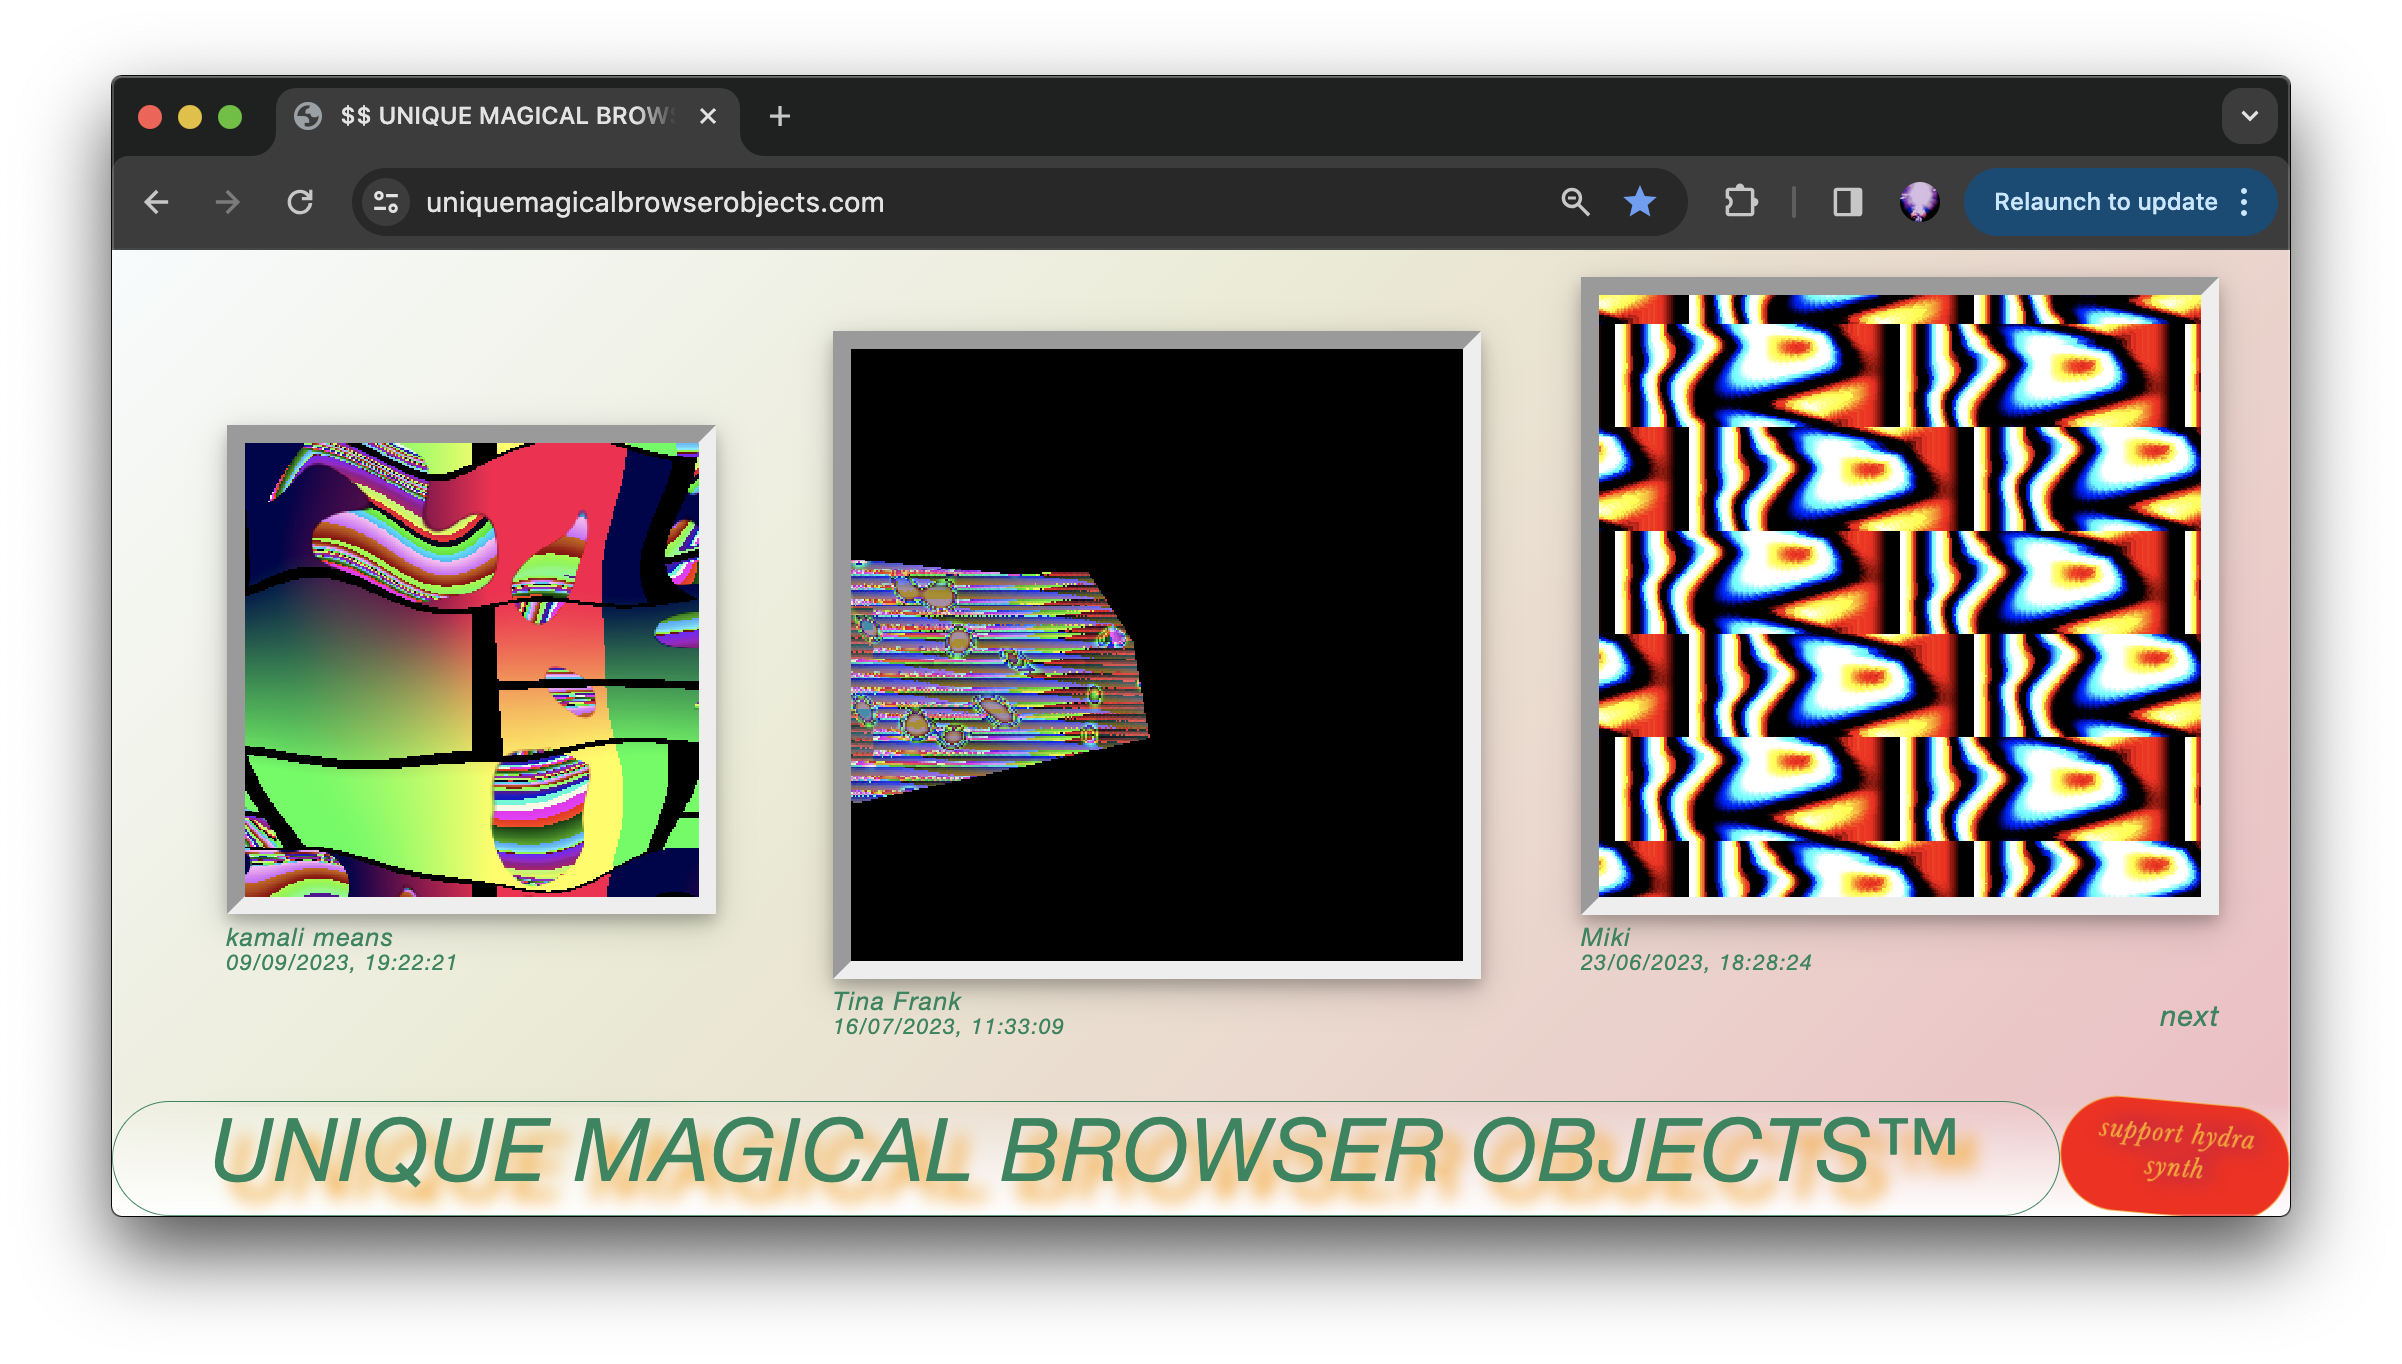 $$ UNIQUE MAGICAL BROWS
uniquemagicalbrowserobjects.com
Relaunch to update
kamali means
09/09/2023, 19:22:21
Tina Frank
16/07/2023, 11:33:09
Miki
23/06/2023, 18:28:24
next
UNIQUE MAGICAL BROWSER OBJECTS™
support hydra
synth